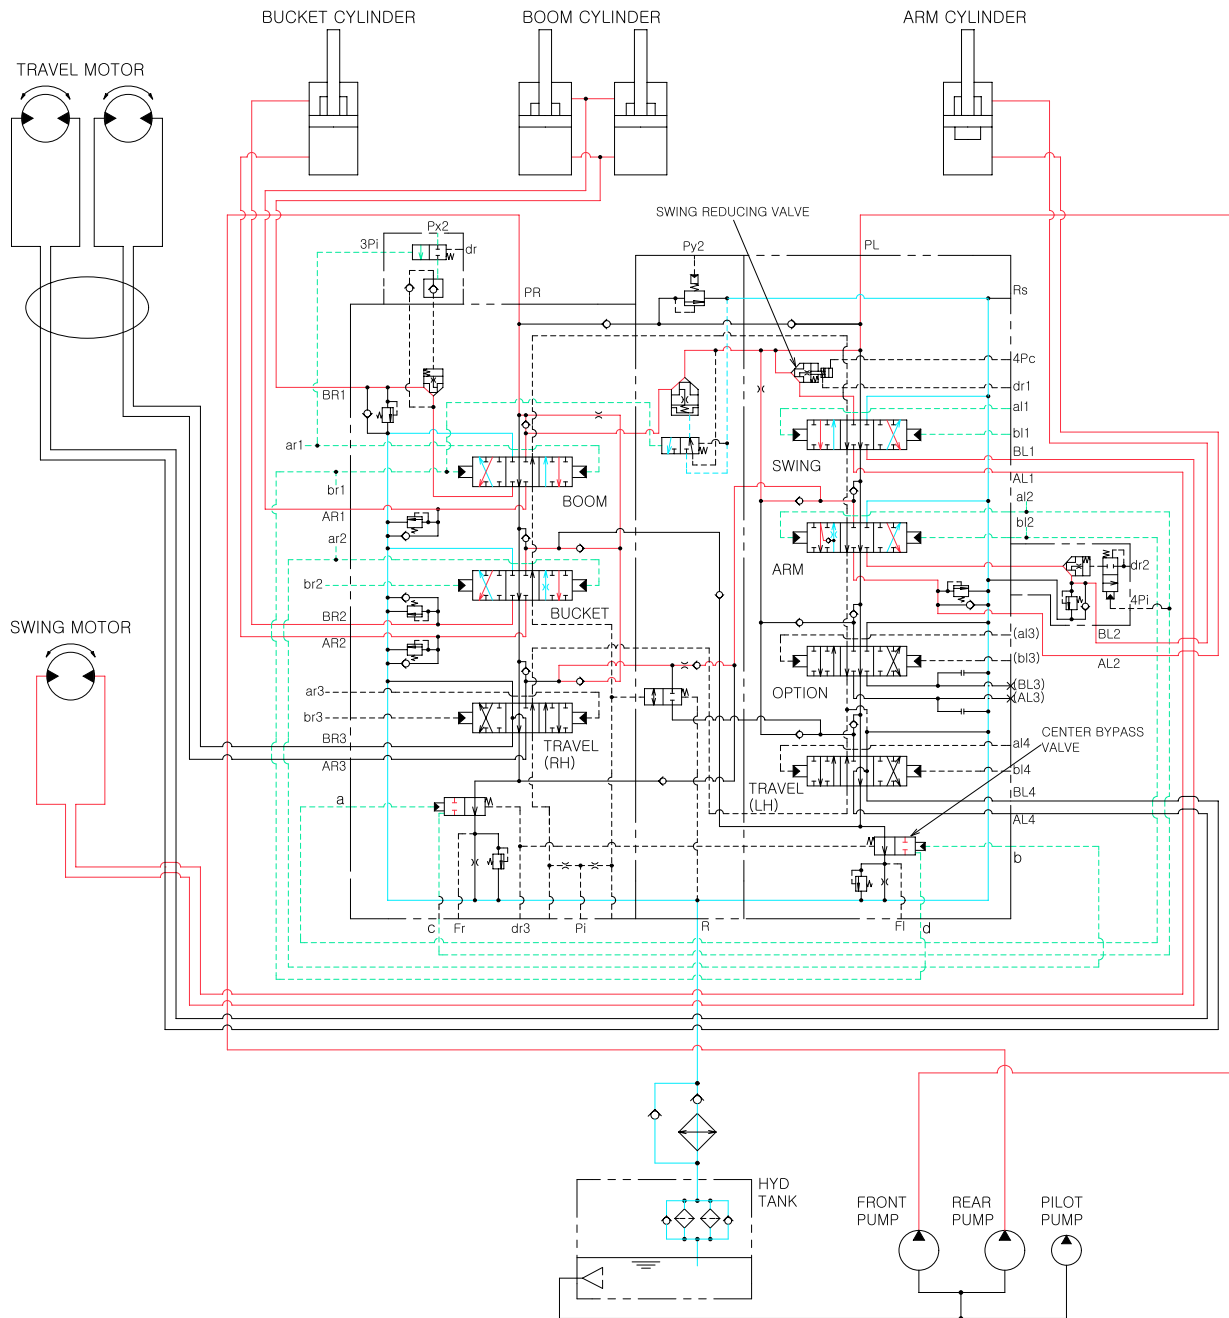 BUCKET CYLINDER
BOOM CYLINDER
ARM CYLINDER
TRAVEL MOTOR
SWING REDUCING VALVE
Px2
3Pi
dr
Py2
PL
PR
Rs
4Pc
dr1
BR1
al1
ar1
bl1
SWING
BL1
br1
BOOM
AL1
al2
AR1
bl2
ar2
ARM
dr2
br2
BUCKET
4Pi
BR2
SWING MOTOR
BL2
(al3)
AR2
AL2
(bl3)
ar3
OPTION
(BL3)
(AL3)
br3
CENTER BYPASS
VALVE
BR3
TRAVEL
(RH)
al4
AR3
bl4
TRAVEL
(LH)
BL4
a
AL4
b
c
Fr
dr3
Pi
R
Fl
d
HYD
TANK
FRONT
PUMP
REAR
PUMP
PILOT
PUMP